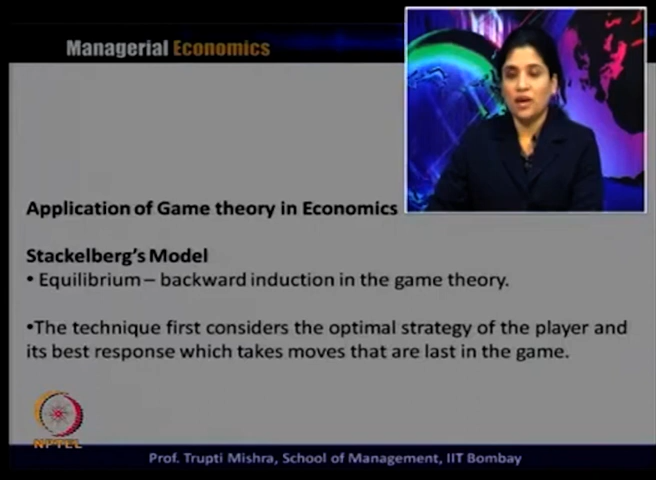 Managerial Economics
Application of Game theory in Economics
Stackelberg's Model
• Equilibrium – backward induction in the game theory.
•The technique first considers the optimal strategy of the player and
its best response which takes moves that are last in the game.
NPTEL
Prof. Trupti Mishra, School of Management, IIT Bombay